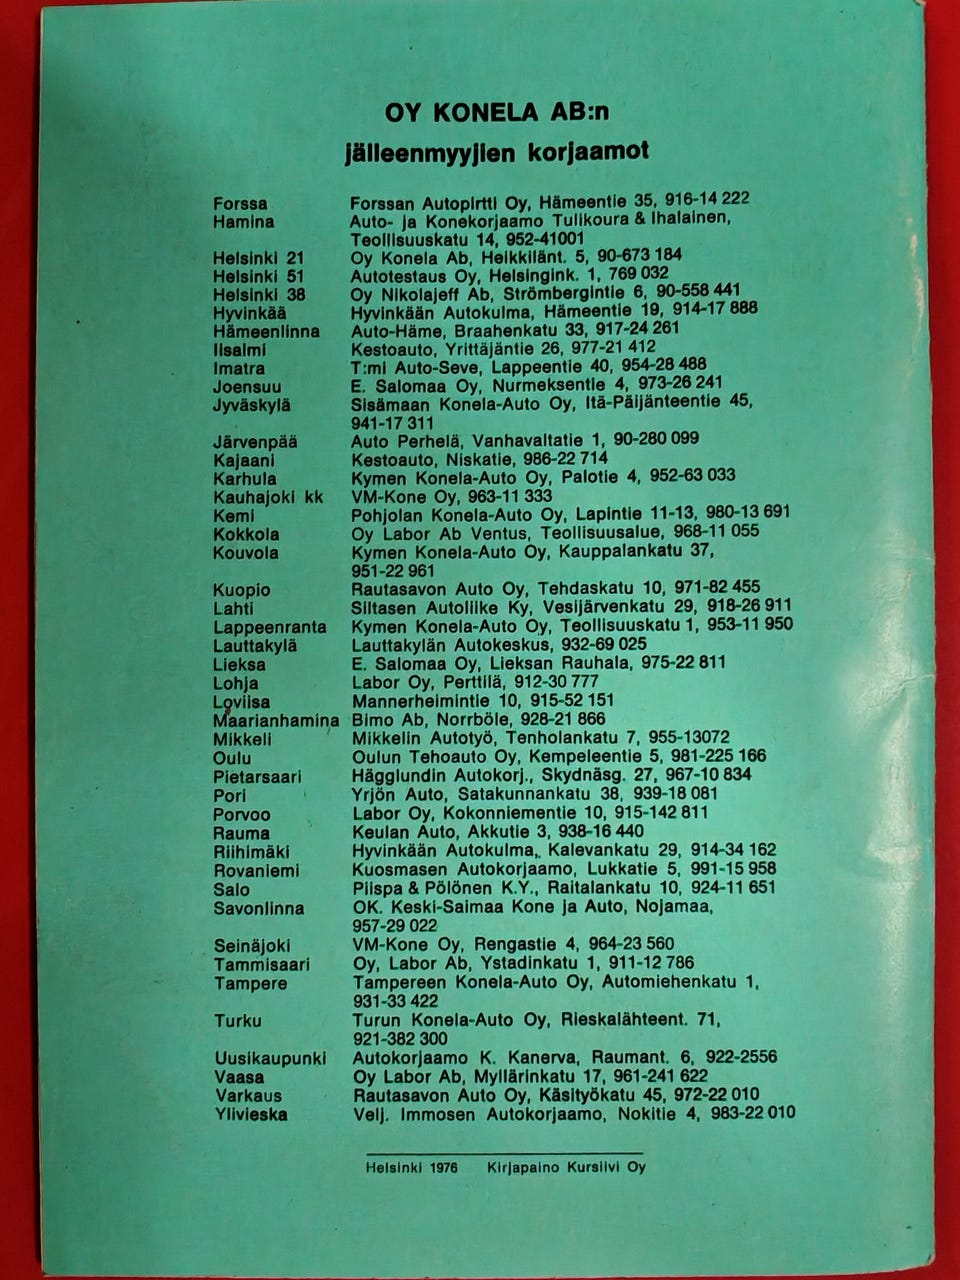 OY KONELA AB:n
jälleenmyyjien korjaamot
Forssa Forssan Autopirtti Oy, Hämeentie 35, 916-14 222
Hamina Auto- ja Konekorjaamo Tulikoura & Ihalainen,
Teollisuuskatu 14, 952-41001
Helsinki 21 Oy Konela Ab, Heikkilänt. 5, 90-673 184
Helsinki 51 Autotestaus Oy, Helsingink. 1, 769 032
Helsinki 38 Oy Nikolajeff Ab, Strömbergintie 6, 90-558 441
Hyvinkää Hyvinkään Autokulma, Hämeentie 19, 914-17 888
Hämeenlinna Auto-Häme, Braahenkatu 33, 917-24 261
Iisalmi Kestoauto, Yrittäjäntie 26, 977-21 412
Imatra T:mi Auto-Seve, Lappeentie 40, 954-28 488
Joensuu E. Salomaa Oy, Nurmeksentie 4, 973-26 241
Jyväskylä Sisämaan Konela-Auto Oy, Itä-Päijänteentie 45,
941-17 311
Järvenpää Auto Perhelä, Vanhavaltatie 1, 90-280 099
Kajaani Kestoauto, Niskatie, 986-22 714
Karhula Kymen Konela-Auto Oy, Palotie 4, 952-63 033
Kauhajoki kk VM-Kone Oy, 963-11 333
Kemi Pohjolan Konela-Auto Oy, Lapintie 11-13, 980-13 691
Kokkola Oy Labor Ab Ventus, Teollisuusalue, 968-11 055
Kouvola Kymen Konela-Auto Oy, Kauppalankatu 37,
951-22 961
Kuopio Rautasavon Auto Oy, Tehdaskatu 10, 971-82 455
Lahti Siltasen Autoliike Ky, Vesijärvenkatu 29, 918-26 911
Lappeenranta Kymen Konela-Auto Oy, Teollisuuskatu 1, 953-11 950
Lauttakylä Lauttakylän Autokeskus, 932-69 025
Lieksa E. Salomaa Oy, Lieksan Rauhala, 975-22 811
Lohja Labor Oy, Perttilä, 912-30 777
Loviisa Mannerheimintie 10, 915-52 151
Maarianhamina Bimo Ab, Norrböle, 928-21 866
Mikkeli Mikkelin Autotyö, Tenholankatu 7, 955-13072
Oulu Oulun Tehoauto Oy, Kempeleentie 5, 981-225 166
Pietarsaari Hägglundin Autokorj., Skydnäsg. 27, 967-10 834
Pori Yrjön Auto, Satakunnankatu 38, 939-18 081
Porvoo Labor Oy, Kokonniementie 10, 915-142 811
Rauma Keulan Auto, Akkutie 3, 938-16 440
Riihimäki Hyvinkään Autokulma, Kalevankatu 29, 914-34 162
Rovaniemi Kuosmasen Autokorjaamo, Lukkatie 5, 991-15 958
Salo Piispa & Pölönen K.Y., Raitalankatu 10, 924-11 651
Savonlinna OK. Keski-Saimaa Kone ja Auto, Nojamaa,
957-29 022
Seinäjoki VM-Kone Oy, Rengastie 4, 964-23 560
Tammisaari Oy, Labor Ab, Ystadinkatu 1, 911-12 786
Tampere Tampereen Konela-Auto Oy, Automiehenkatu 1,
931-33 422
Turku Turun Konela-Auto Oy, Rieskalähteent. 71,
921-382 300
Uusikaupunki Autokorjaamo K. Kanerva, Raumant. 6, 922-2556
Vaasa Oy Labor Ab, Myllärinkatu 17, 961-241 622
Varkaus Rautasavon Auto Oy, Käsityökatu 45, 972-22 010
Ylivieska Velj. Immosen Autokorjaamo, Nokitie 4, 983-22 010
Helsinki 1976 Kirjapaino Kursiivi Oy